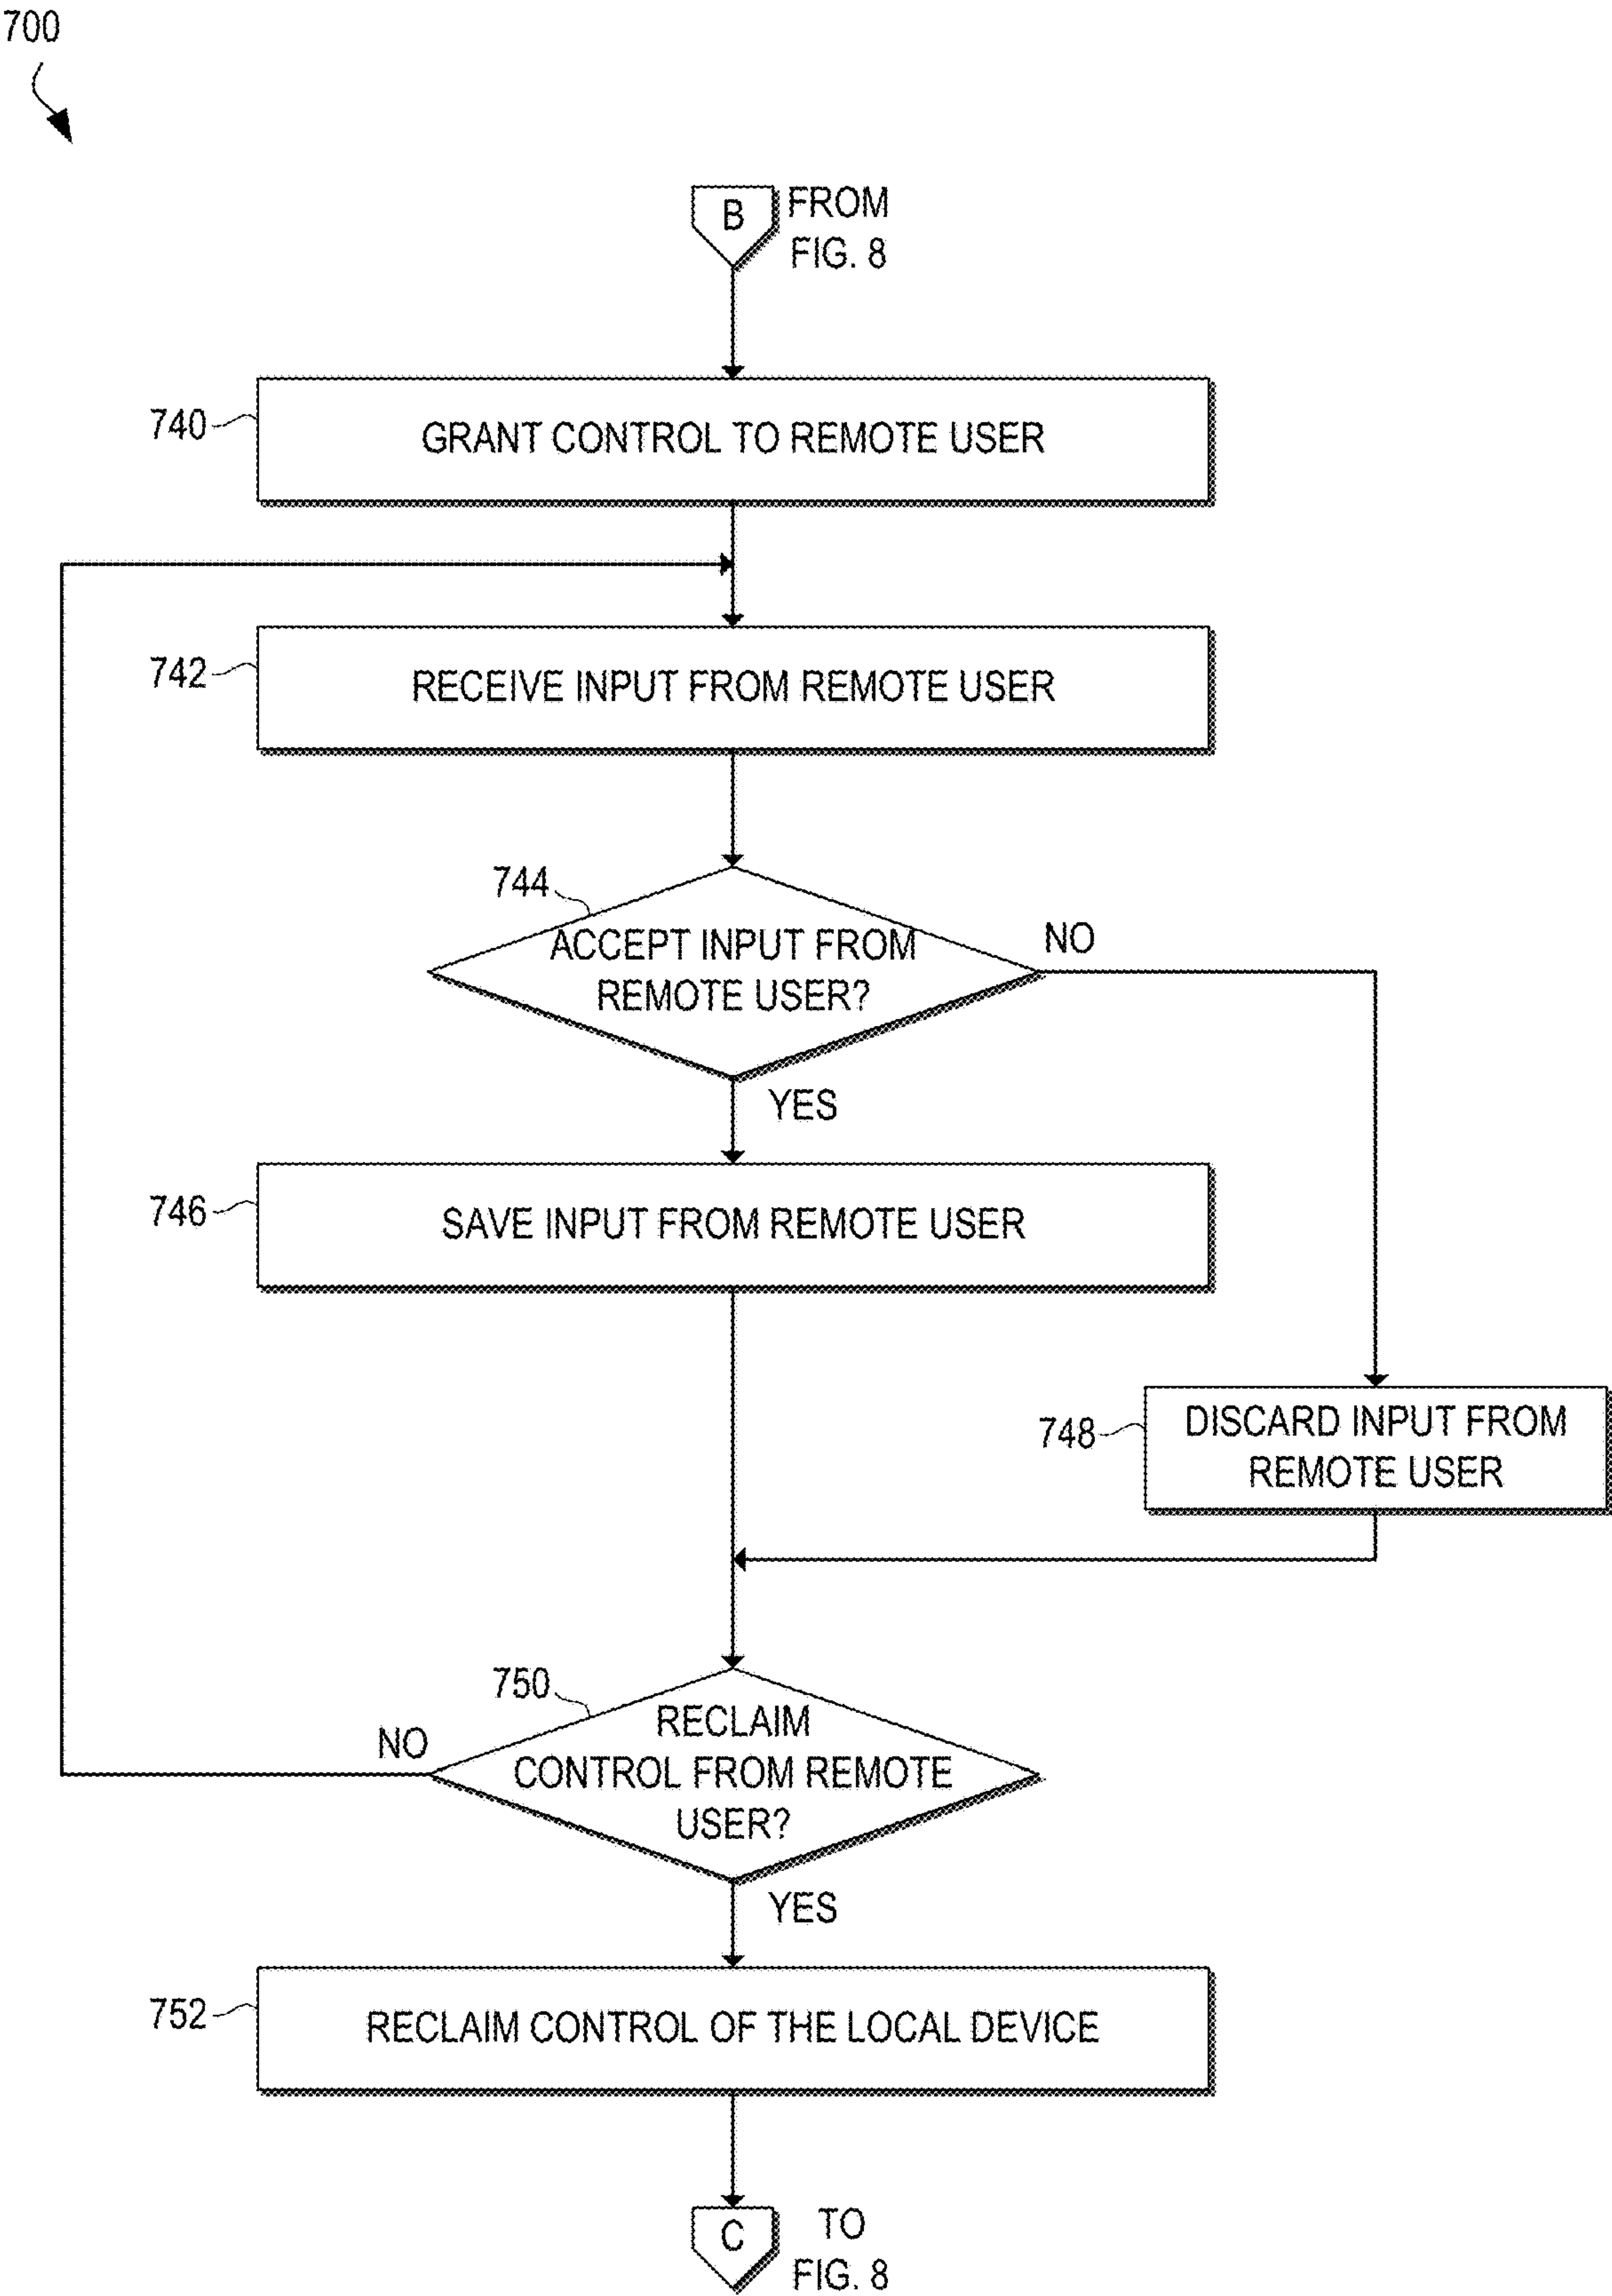 700
B
FROM
FIG. 8
740
GRANT CONTROL TO REMOTE USER
742
RECEIVE INPUT FROM REMOTE USER
744
ACCEPT INPUT FROM
REMOTE USER?
NO
YES
746
SAVE INPUT FROM REMOTE USER
748
DISCARD INPUT FROM
REMOTE USER
750
RECLAIM
CONTROL FROM REMOTE
USER?
NO
YES
752
RECLAIM CONTROL OF THE LOCAL DEVICE
C
TO
FIG. 8